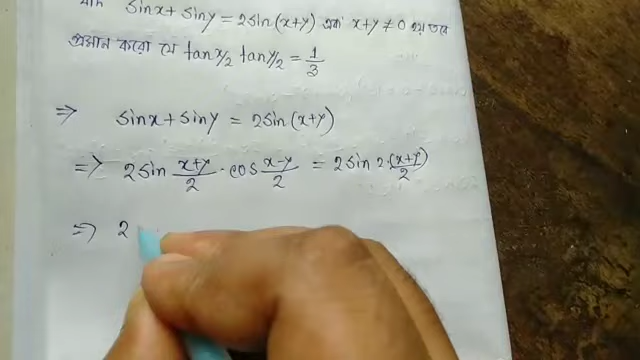 যদি sinx + siny = 2sin(x+y) এবং x+y ≠ 0 হয় তবে
প্রমাণ করো যে tan x/2 tan y/2 = 1/3
⇒ sinx + siny = 2sin(x+y)
⇒ 2sin (x+y)/2 · cos (x-y)/2 = 2sin 2·(x+y)/2
⇒ 2